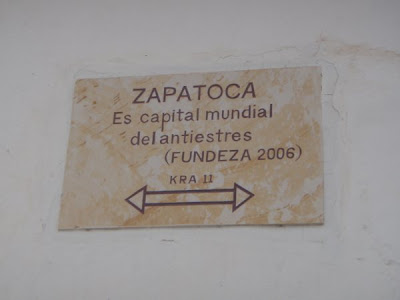 ZAPATOCA
Es capital mundial
del antiestres
(FUNDEZA 2006)
KRA 11